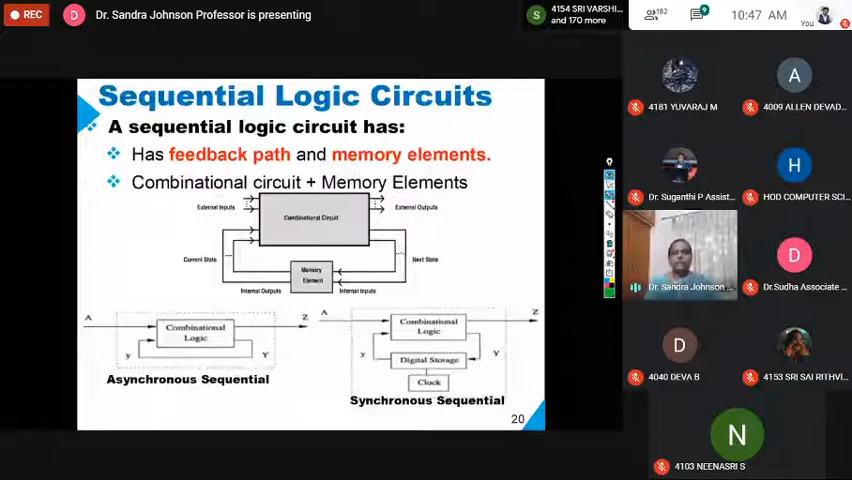 REC
D
Dr. Sandra Johnson Professor is presenting
S
4154 SRI VARSHI...
and 170 more
182
9
10:47 AM
You
Sequential Logic Circuits
A sequential logic circuit has:
Has feedback path and memory elements.
Combinational circuit + Memory Elements
External Inputs
Combinational Circuit
External Outputs
Current State
Next State
Memory
Element
Internal Outputs
Internal Inputs
A
Z
Combinational
Logic
y
Y
Asynchronous Sequential
A
Z
Combinational
Logic
y
Y
Digital Storage
Clock
Synchronous Sequential
20
4181 YUVARAJ M
A
4009 ALLEN DEVAD...
Dr. Suganthi P Assist...
H
HOD COMPUTER SCI...
Dr. Sandra Johnson ...
D
Dr.Sudha Associate ...
D
4040 DEVA B
4153 SRI SAI RITHVI...
N
4103 NEENASRI S